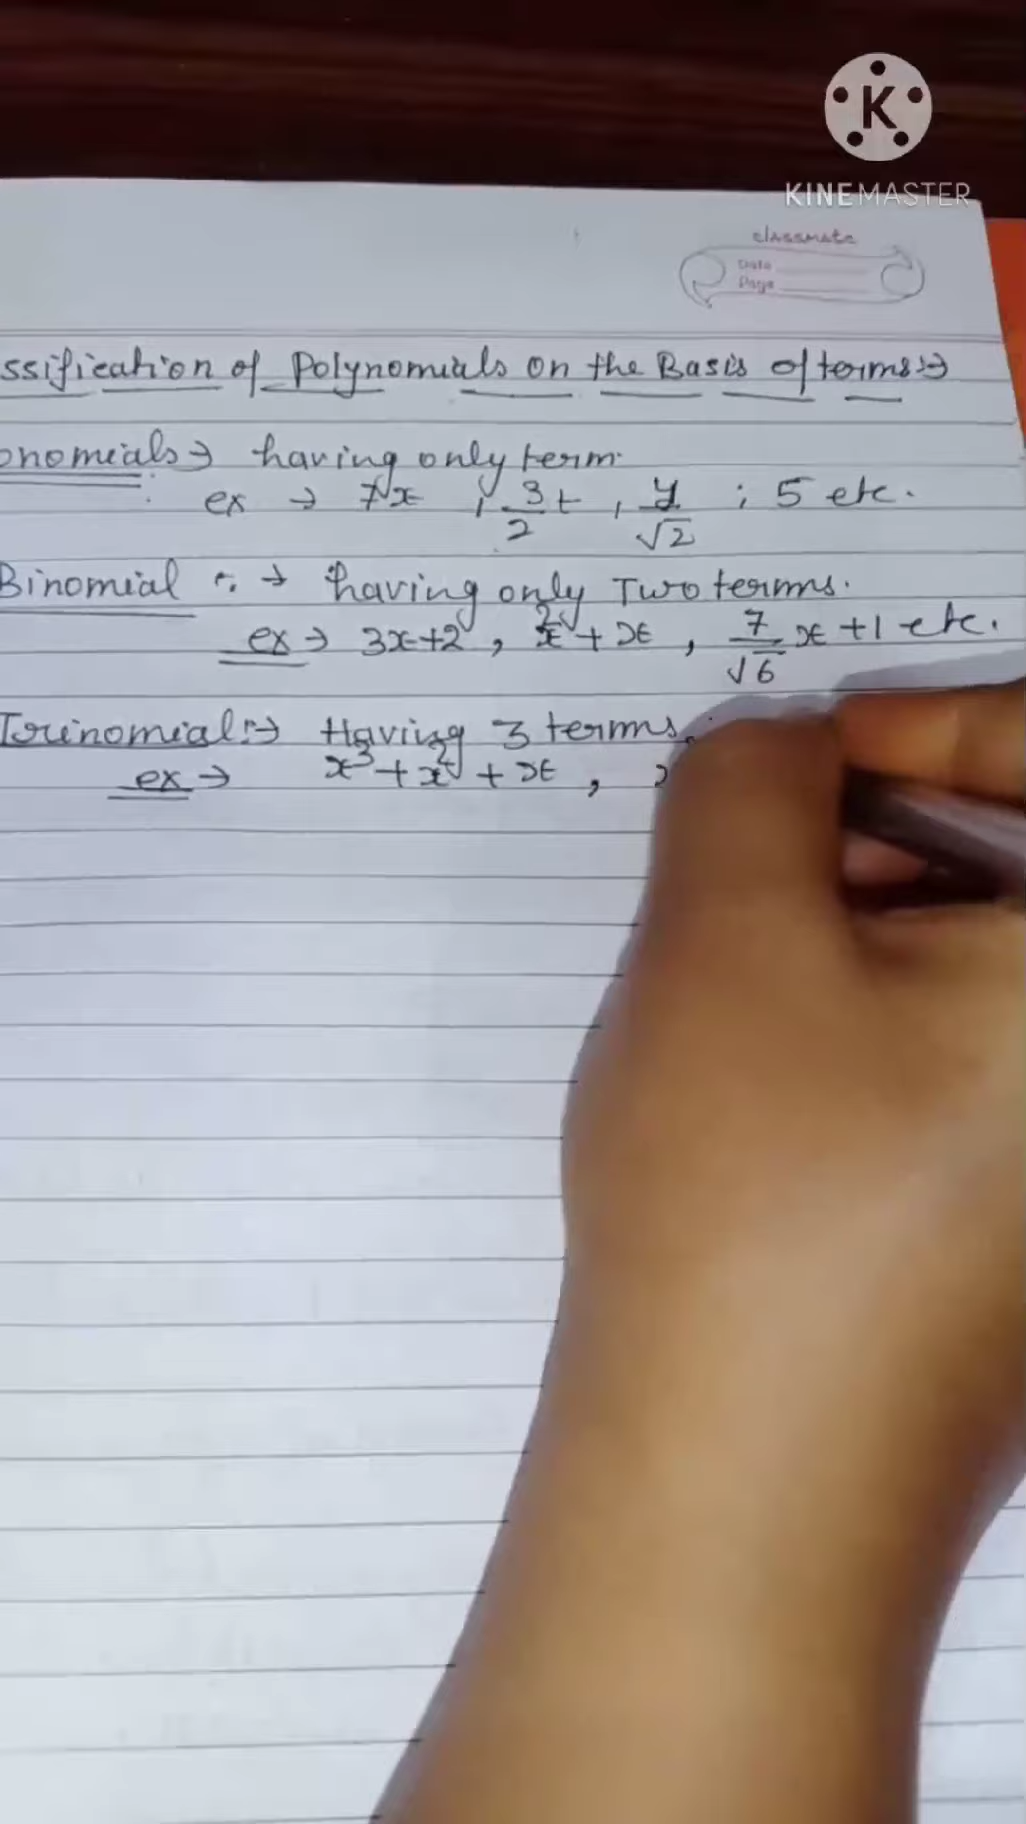 K
KINEMASTER
classmate
Date
Page
ssification of Polynomials on the Basis of terms:→
onomials→ having only term.
ex → 7x , 3/2 t , y/√2 ; 5 etc.
Binomial :→ having only Two terms.
ex→ 3x+2 , x²+x , 7/√6 x +1 etc.
Trinomial:→ Having 3 terms.
ex→ x³+x²+x ,